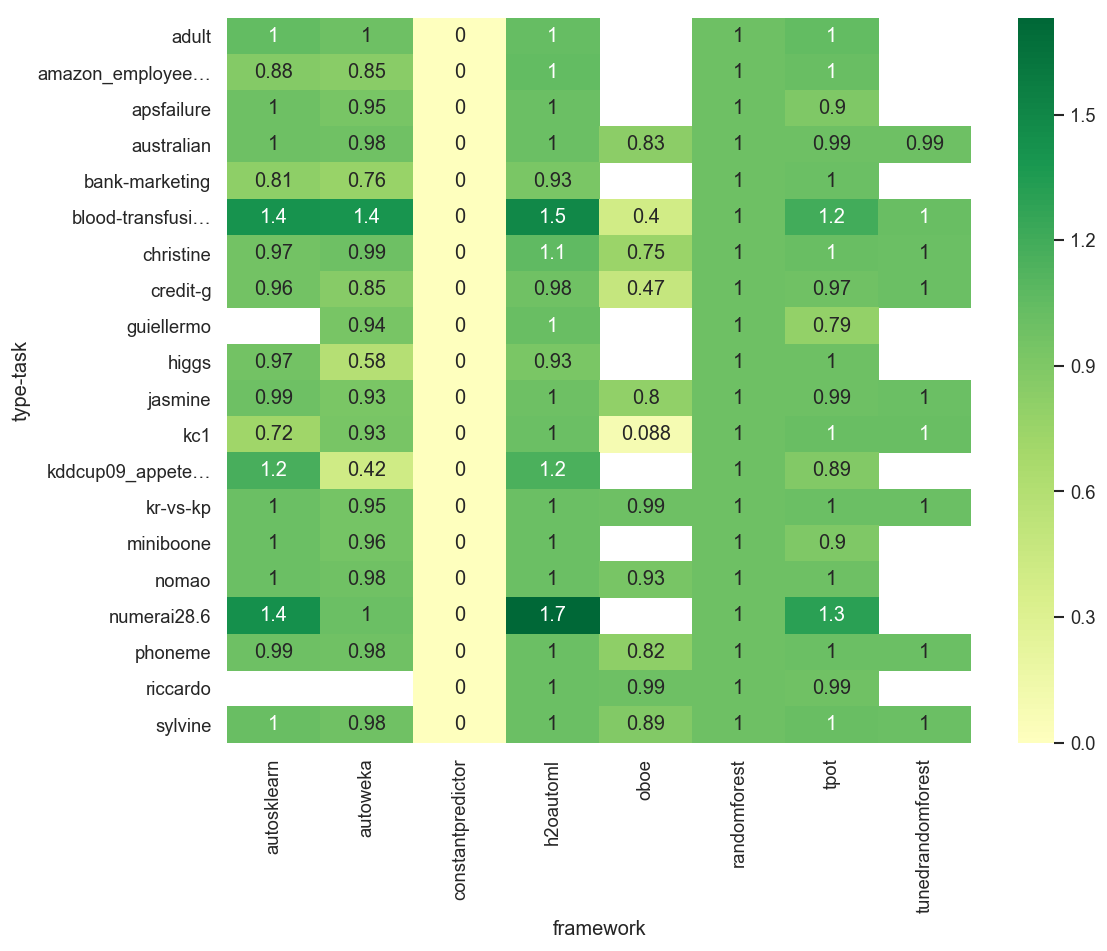 adult 1 1 0 1 1 1
amazon_employee… 0.88 0.85 0 1 1 1
apsfailure 1 0.95 0 1 1 0.9
australian 1 0.98 0 1 0.83 1 0.99 0.99
bank-marketing 0.81 0.76 0 0.93 1 1
blood-transfusi… 1.4 1.4 0 1.5 0.4 1 1.2 1
christine 0.97 0.99 0 1.1 0.75 1 1 1
credit-g 0.96 0.85 0 0.98 0.47 1 0.97 1
guiellermo 0.94 0 1 1 0.79
higgs 0.97 0.58 0 0.93 1 1
jasmine 0.99 0.93 0 1 0.8 1 0.99 1
kc1 0.72 0.93 0 1 0.088 1 1 1
kddcup09_appete… 1.2 0.42 0 1.2 1 0.89
kr-vs-kp 1 0.95 0 1 0.99 1 1 1
miniboone 1 0.96 0 1 1 0.9
nomao 1 0.98 0 1 0.93 1 1
numerai28.6 1.4 1 0 1.7 1 1.3
phoneme 0.99 0.98 0 1 0.82 1 1 1
riccardo 0 1 0.99 1 0.99
sylvine 1 0.98 0 1 0.89 1 1 1
type-task
autosklearn
autoweka
constantpredictor
h2oautoml
oboe
randomforest
tpot
tunedrandomforest
framework
1.5
1.2
0.9
0.6
0.3
0.0